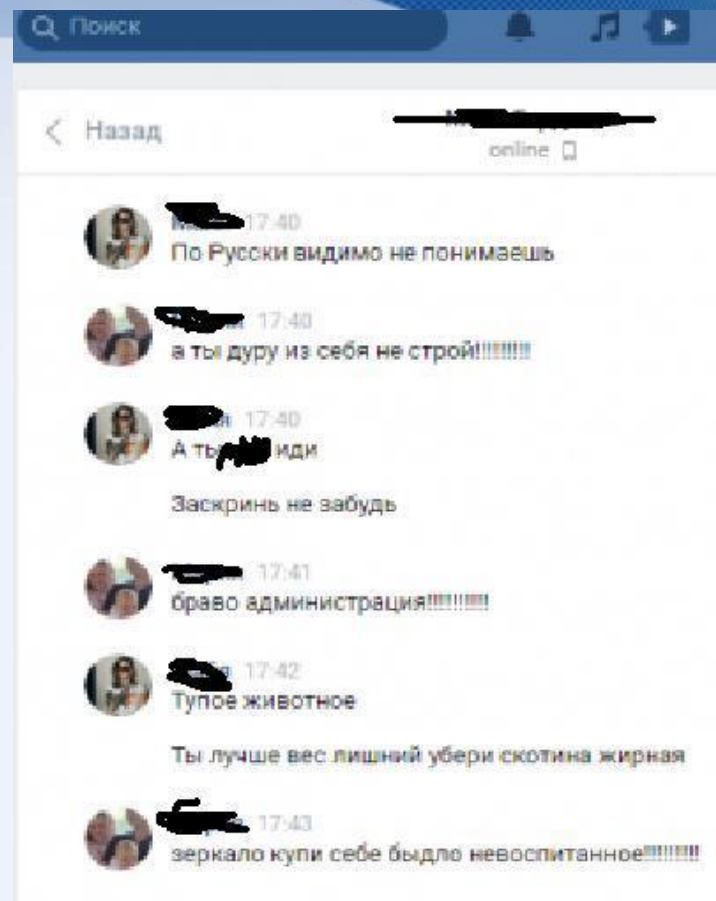 Поиск
Назад
online
17:40
По Русски видимо не понимаешь
17:40
а ты дуру из себя не строй!!!!!!!!!!
17:40
А ты иди
Заскринь не забудь
17:41
браво администрация!!!!!!!!!!!
17:42
Тупое животное
Ты лучше вес лишний убери скотина жирная
17:43
зеркало купи себе быдло невоспитанное!!!!!!!!!!